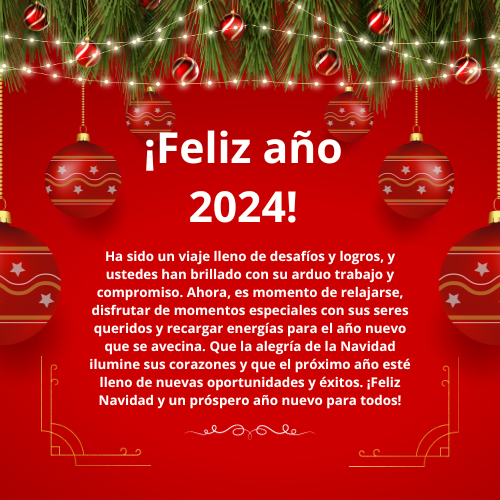 ¡Feliz año
2024!
Ha sido un viaje lleno de desafíos y logros, y
ustedes han brillado con su arduo trabajo y
compromiso. Ahora, es momento de relajarse,
disfrutar de momentos especiales con sus seres
queridos y recargar energías para el año nuevo
que se avecina. Que la alegría de la Navidad
ilumine sus corazones y que el próximo año esté
lleno de nuevas oportunidades y éxitos. ¡Feliz
Navidad y un próspero año nuevo para todos!